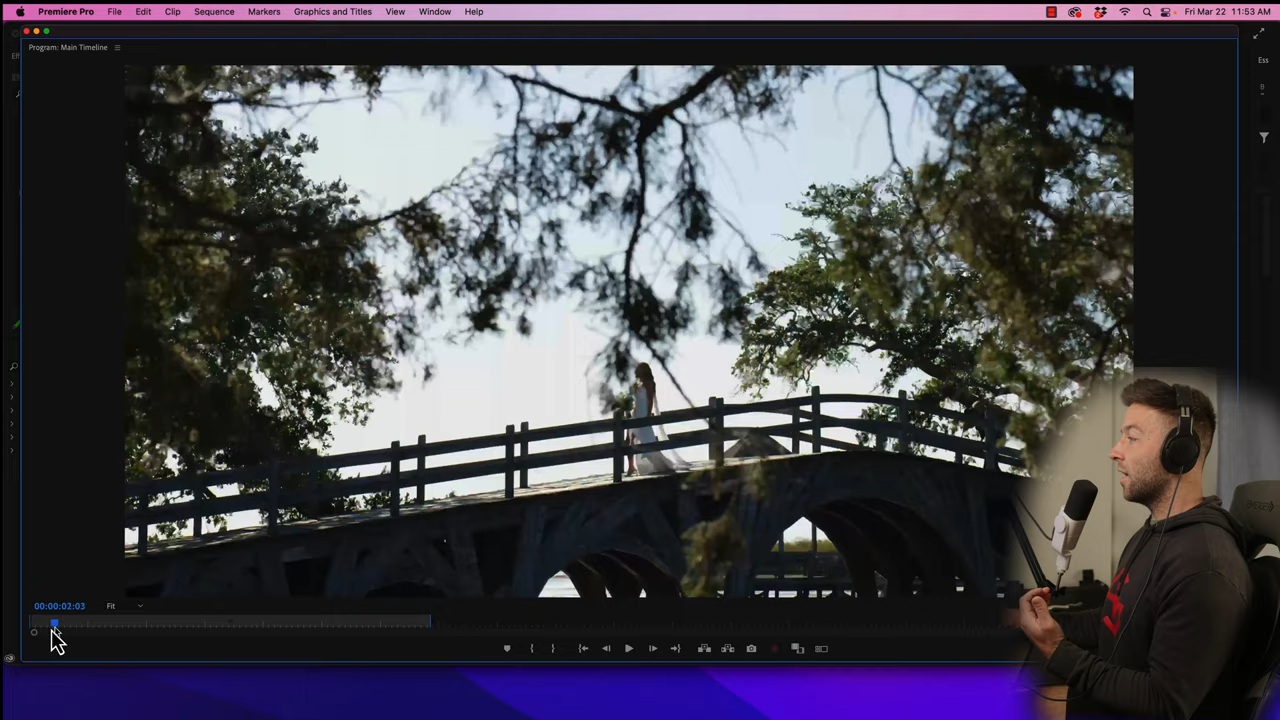 Premiere Pro File Edit Clip Sequence Markers Graphics and Titles View Window Help Fri Mar 22 11:53 AM
Program: Main Timeline
Ess
00:00:02:03 Fit